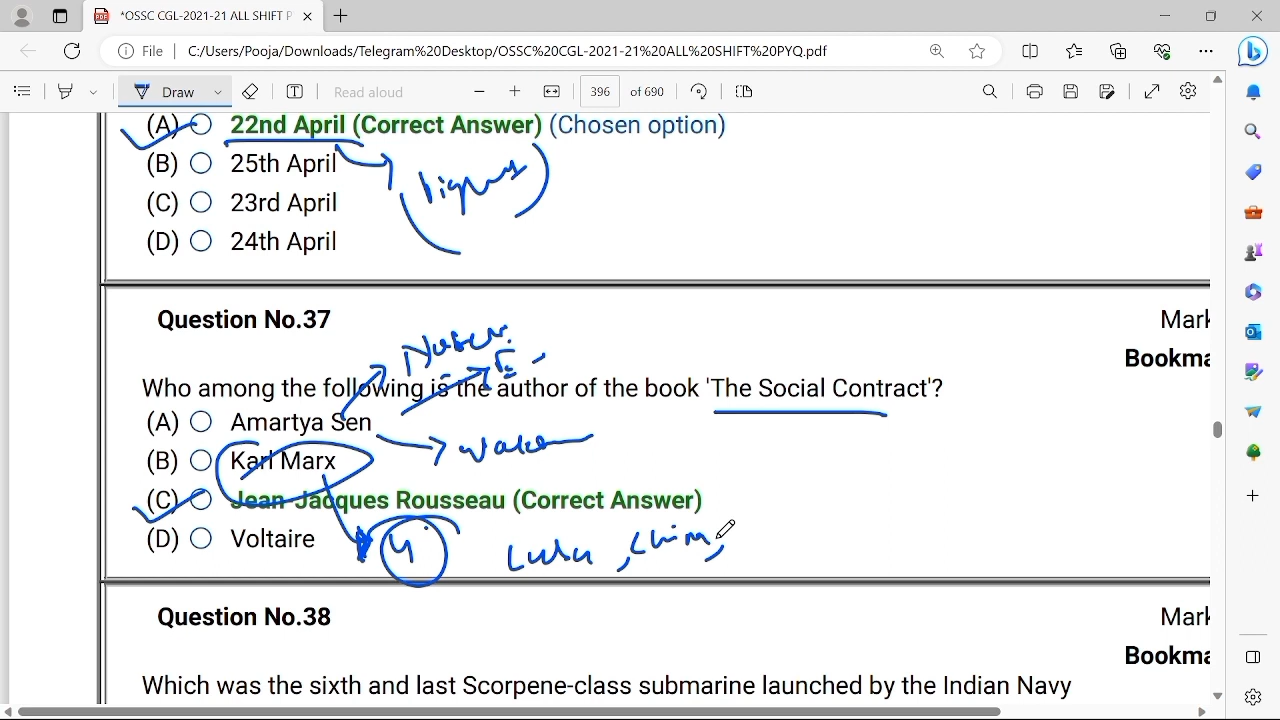 *OSSC CGL-2021-21 ALL SHIFT P
File C:/Users/Pooja/Downloads/Telegram%20Desktop/OSSC%20CGL-2021-21%20ALL%20SHIFT%20PYQ.pdf
Draw Read aloud 396 of 690
(A) 22nd April (Correct Answer) (Chosen option)
(B) 25th April
(C) 23rd April
(D) 24th April
Question No.37 Mark
Bookma
Who among the following is the author of the book 'The Social Contract'?
(A) Amartya Sen
(B) Karl Marx
(C) Jean-Jacques Rousseau (Correct Answer)
(D) Voltaire
4
China,
Question No.38 Mark
Bookma
Which was the sixth and last Scorpene-class submarine launched by the Indian Navy